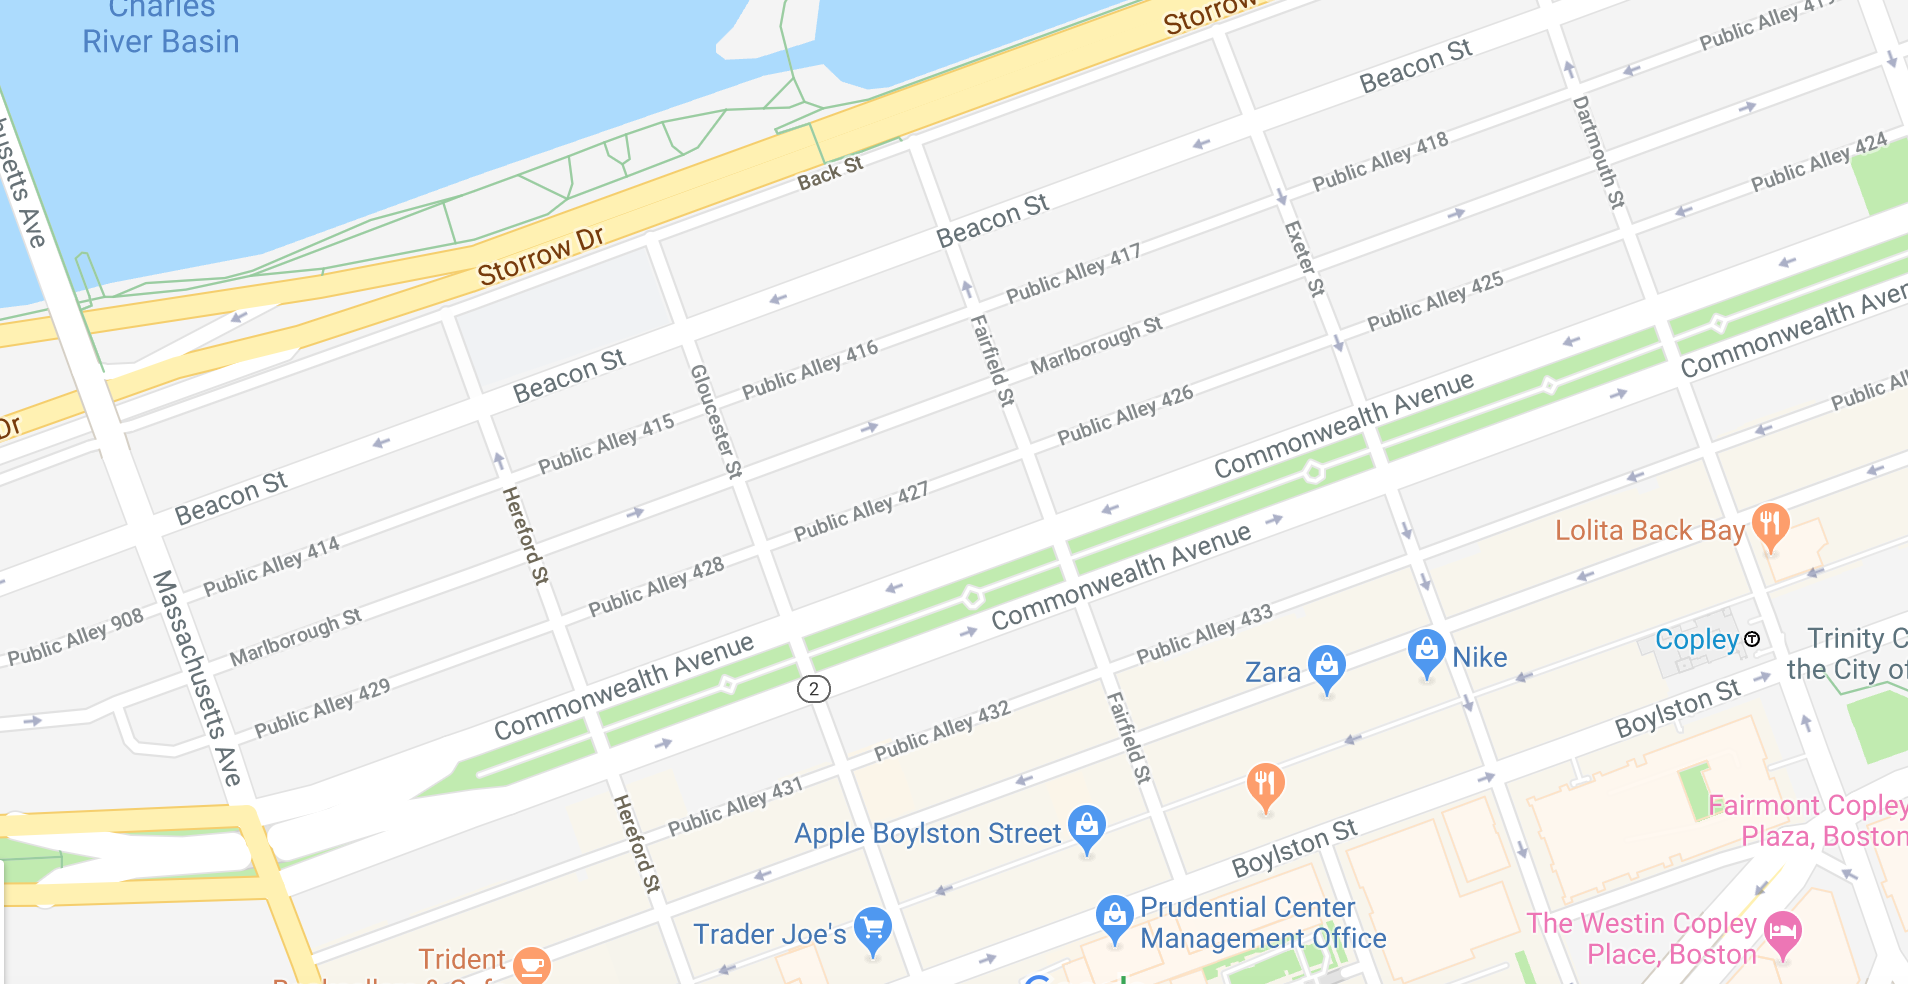 Charles
River Basin
Storrow
Public Alley 419
Beacon St
Back St
Dartmouth St
Public Alley 418
Public Alley 424
Storrow Dr
Beacon St
Public Alley 417
Exeter St
Public Alley 425
Marlborough St
Fairfield St
Public Alley 416
Beacon St
Gloucester St
Public Alley 415
Public Alley 426
Commonwealth Avenue
Dr
Beacon St
Public Alley 427
Hereford St
Public Alley 414
Public Alley 428
Commonwealth Avenue
Lolita Back Bay
Massachusetts Ave
Public Alley 908
Marlborough St
Public Alley 433
Copley
T
Trinity C
the City of
Zara
Nike
Public Alley 429
Commonwealth Avenue
2
Public Alley 432
Fairfield St
Boylston St
Public Alley 431
Hereford St
Apple Boylston Street
Boylston St
Fairmont Copley
Plaza, Boston
Trader Joe's
Prudential Center
Management Office
The Westin Copley
Place, Boston
Trident